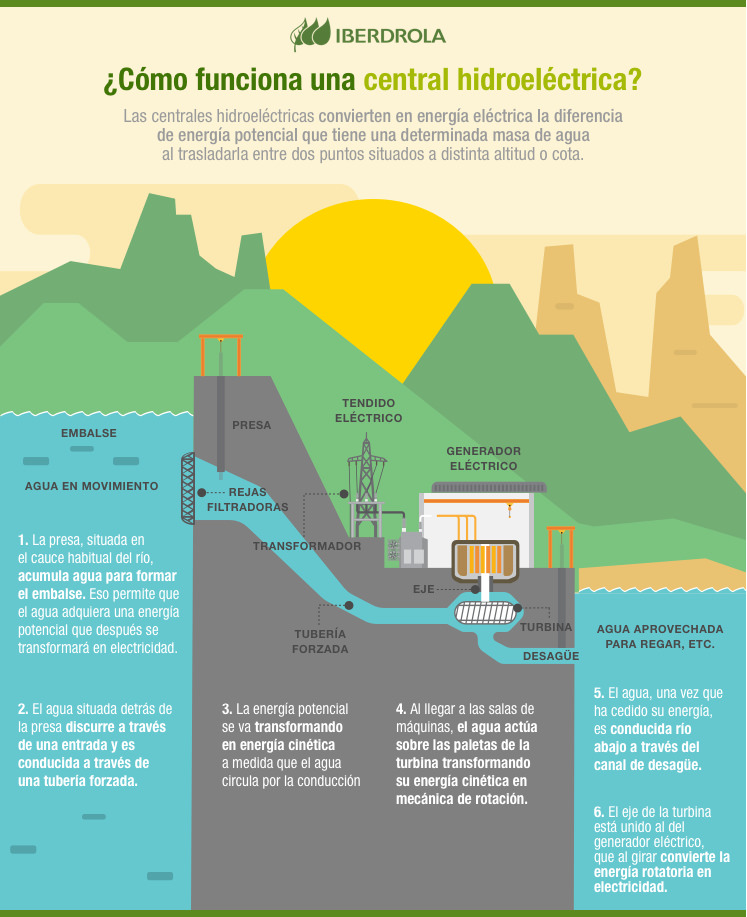 IBERDROLA
¿Cómo funciona una central hidroeléctrica?
Las centrales hidroeléctricas convierten en energía eléctrica la diferencia
de energía potencial que tiene una determinada masa de agua
al trasladarla entre dos puntos situados a distinta altitud o cota.
TENDIDO
ELÉCTRICO
PRESA
EMBALSE
GENERADOR
ELÉCTRICO
AGUA EN MOVIMIENTO
REJAS
FILTRADORAS
TRANSFORMADOR
EJE
TURBINA
TUBERÍA
FORZADA
DESAGÜE
AGUA APROVECHADA
PARA REGAR, ETC.
1. La presa, situada en
el cauce habitual del río,
acumula agua para formar
el embalse. Eso permite que
el agua adquiera una energía
potencial que después se
transformará en electricidad.
2. El agua situada detrás de
la presa discurre a través
de una entrada y es
conducida a través de
una tubería forzada.
3. La energía potencial
se va transformando
en energía cinética
a medida que el agua
circula por la conducción
4. Al llegar a las salas de
máquinas, el agua actúa
sobre las paletas de la
turbina transformando
su energía cinética en
mecánica de rotación.
5. El agua, una vez que
ha cedido su energía,
es conducida río
abajo a través del
canal de desagüe.
6. El eje de la turbina
está unido al del
generador eléctrico,
que al girar convierte la
energía rotatoria en
electricidad.